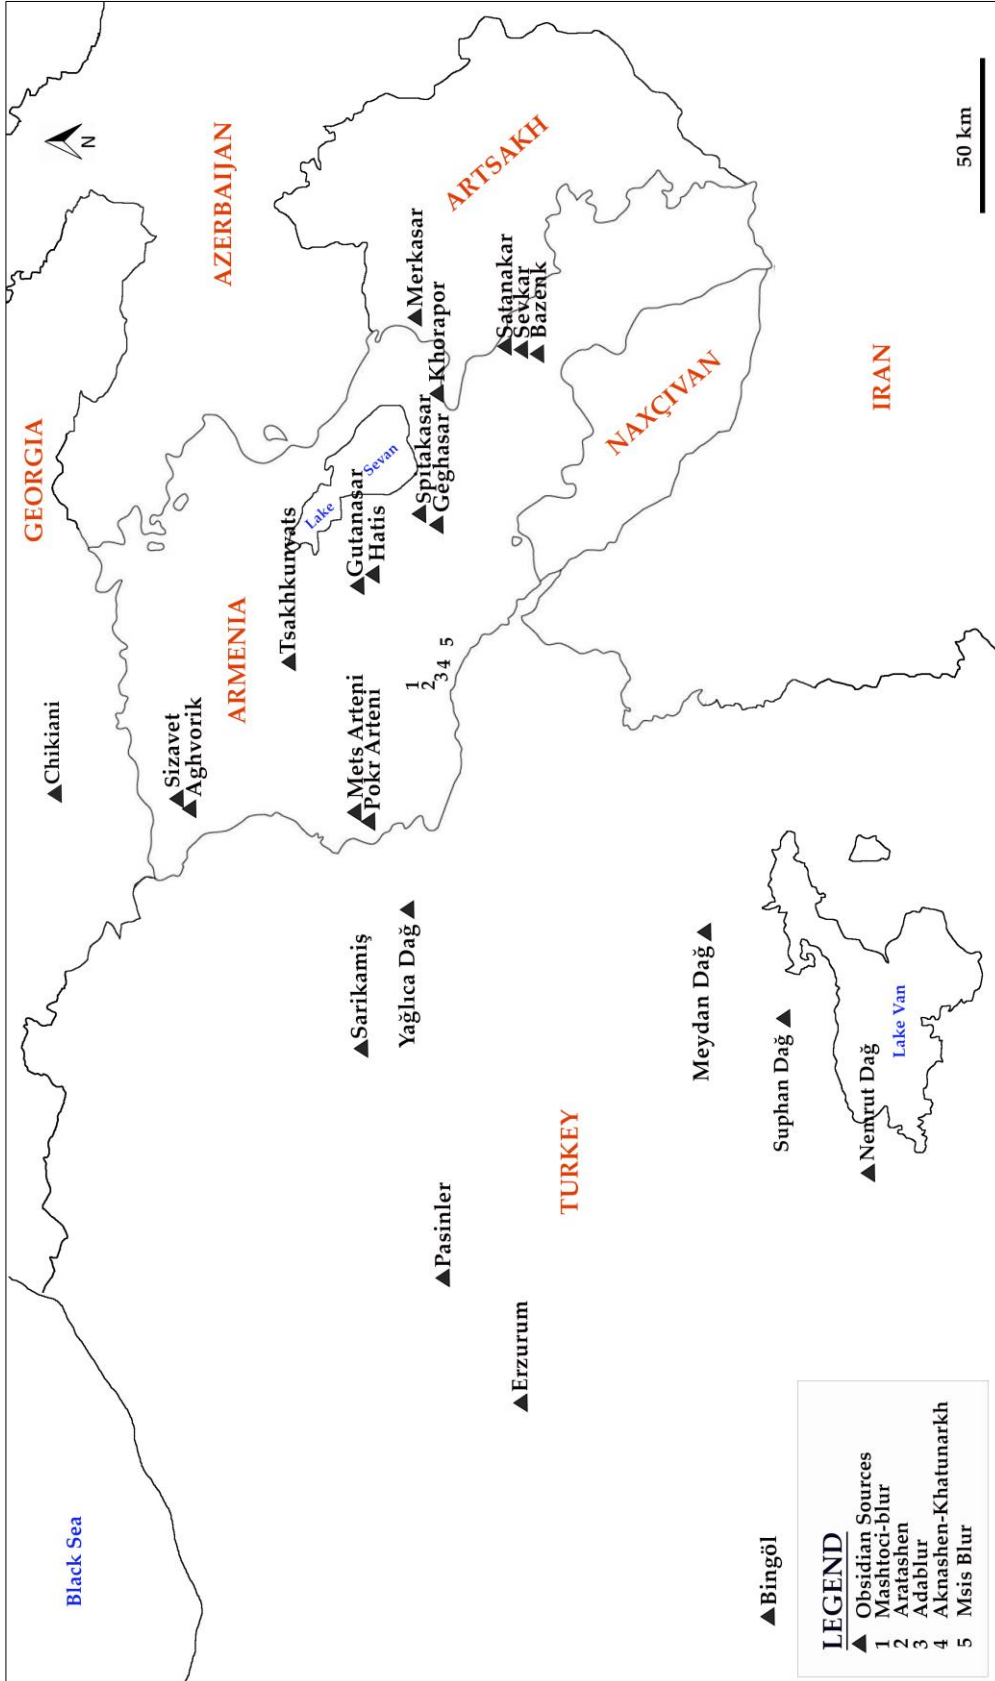 Black Sea
GEORGIA
AZERBAIJAN
N
Chikiani
Sizavet
Aghvorik
ARMENIA
Tsakhkunyats
Lake
Sevan
Gutanasar
Hatis
Mets Arteni
Pokr Arteni
Spitakasar
Geghasar
Merkasar
Khorapor
ARTSAKH
Satanakar
Sevkar
Bazenk
1
2
3
4
5
Sarikamiş
Yağlıca Dağ
Pasinler
Erzurum
TURKEY
NAXÇIVAN
IRAN
Meydan Dağ
Suphan Dağ
Nemrut Dağ
Lake Van
Bingöl
50 km
LEGEND
Obsidian Sources
1 Mashtoci-blur
2 Aratashen
3 Adablur
4 Aknashen-Khatunarkh
5 Msis Blur